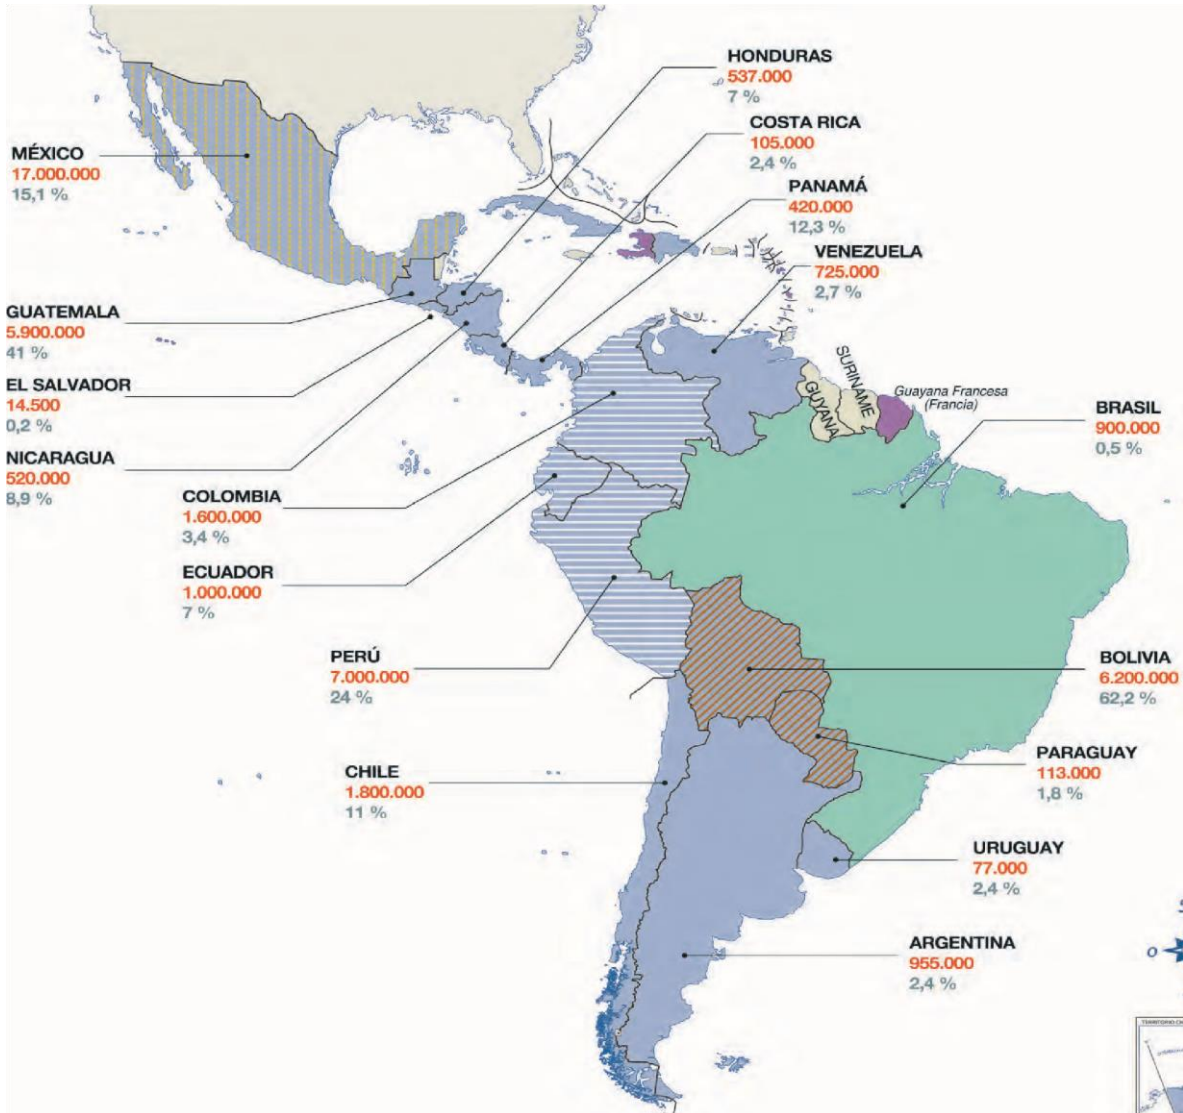 HONDURAS
537.000
7 %
COSTA RICA
105.000
2,4 %
MÉXICO
17.000.000
15,1 %
PANAMÁ
420.000
12,3 %
VENEZUELA
725.000
2,7 %
GUATEMALA
5.900.000
41 %
EL SALVADOR
14.500
0,2 %
NICARAGUA
520.000
8,9 %
GUYANA
SURINAME
Guayana Francesa
(Francia)
BRASIL
900.000
0,5 %
COLOMBIA
1.600.000
3,4 %
ECUADOR
1.000.000
7 %
PERÚ
7.000.000
24 %
BOLIVIA
6.200.000
62,2 %
PARAGUAY
113.000
1,8 %
CHILE
1.800.000
11 %
URUGUAY
77.000
2,4 %
ARGENTINA
955.000
2,4 %
O